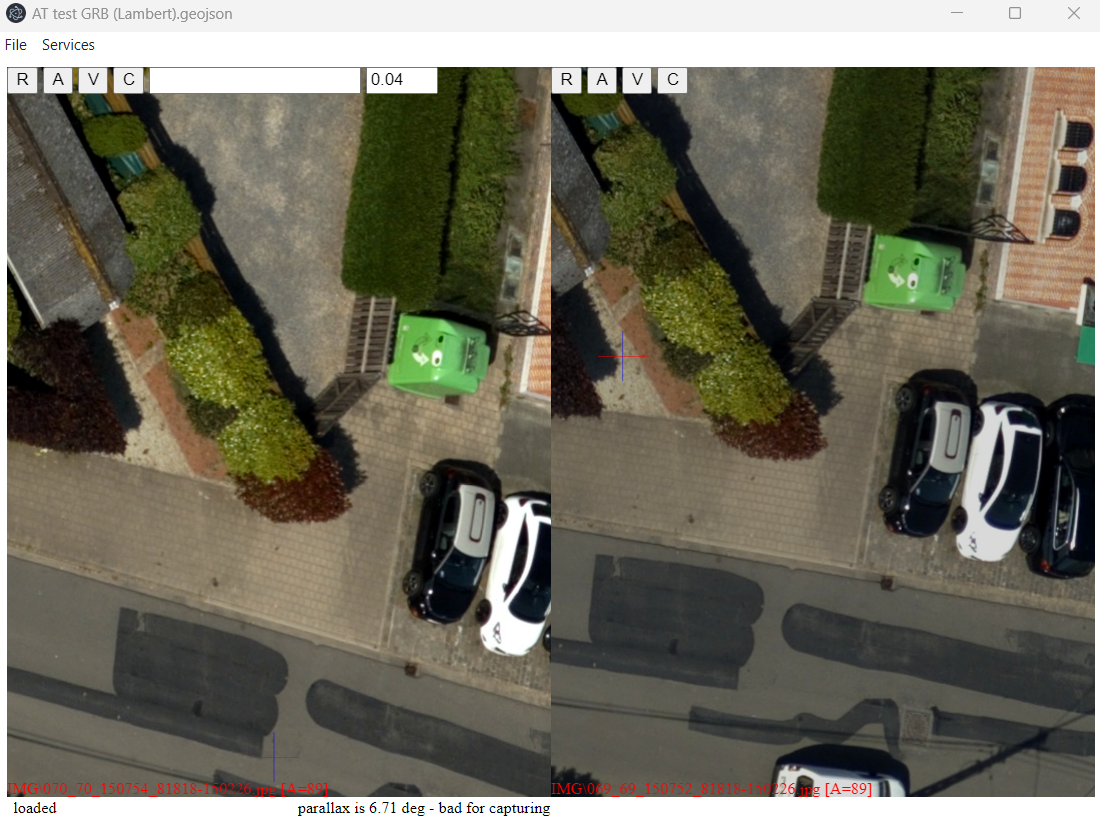 AT test GRB (Lambert).geojson
File Services
R A V C 0.04 R A V C
IMG\070_70_150754_81818-150226.jpg [A=89] IMG\069_69_150752_81818-150226.jpg [A=89]
loaded parallax is 6.71 deg - bad for capturing